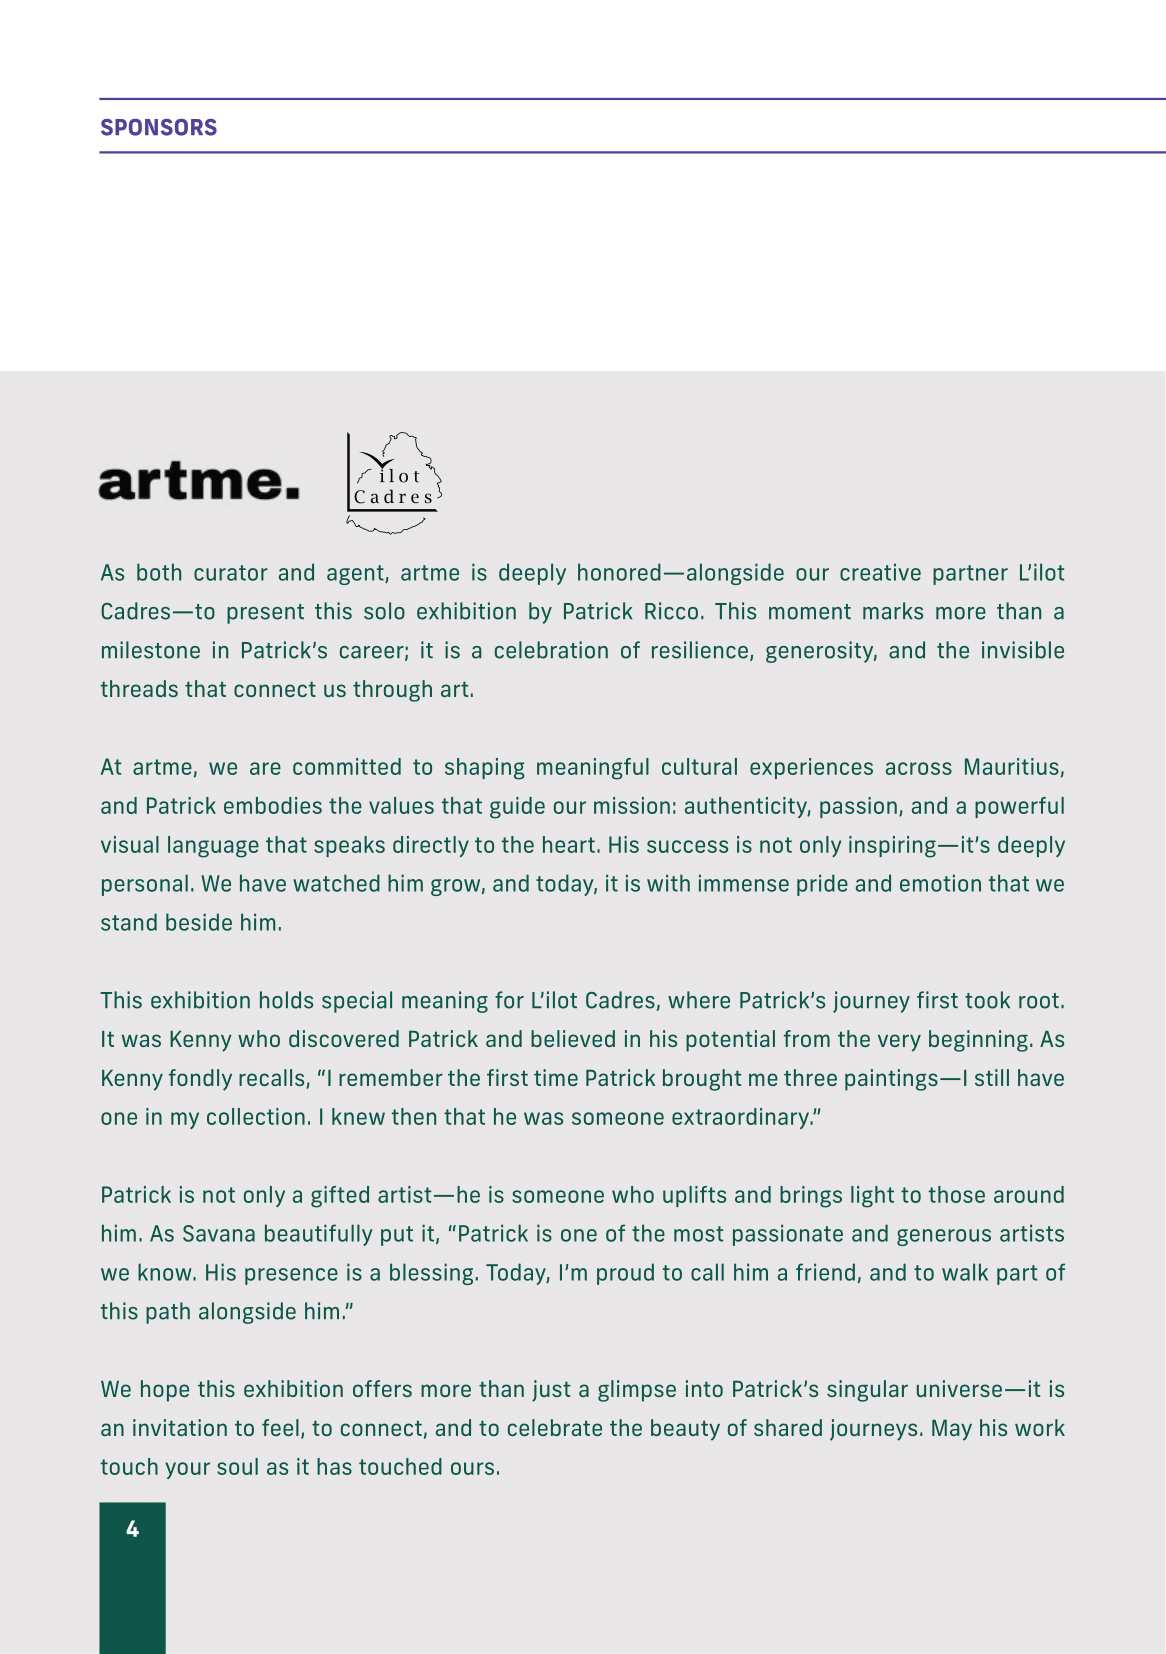 SPONSORS
artme.
ilot
Cadres
As both curator and agent, artme is deeply honored—alongside our creative partner L’ilot
Cadres—to present this solo exhibition by Patrick Ricco. This moment marks more than a
milestone in Patrick’s career; it is a celebration of resilience, generosity, and the invisible
threads that connect us through art.
At artme, we are committed to shaping meaningful cultural experiences across Mauritius,
and Patrick embodies the values that guide our mission: authenticity, passion, and a powerful
visual language that speaks directly to the heart. His success is not only inspiring—it’s deeply
personal. We have watched him grow, and today, it is with immense pride and emotion that we
stand beside him.
This exhibition holds special meaning for L’ilot Cadres, where Patrick’s journey first took root.
It was Kenny who discovered Patrick and believed in his potential from the very beginning. As
Kenny fondly recalls, “I remember the first time Patrick brought me three paintings—I still have
one in my collection. I knew then that he was someone extraordinary.”
Patrick is not only a gifted artist—he is someone who uplifts and brings light to those around
him. As Savana beautifully put it, “Patrick is one of the most passionate and generous artists
we know. His presence is a blessing. Today, I’m proud to call him a friend, and to walk part of
this path alongside him.”
We hope this exhibition offers more than just a glimpse into Patrick’s singular universe—it is
an invitation to feel, to connect, and to celebrate the beauty of shared journeys. May his work
touch your soul as it has touched ours.
4